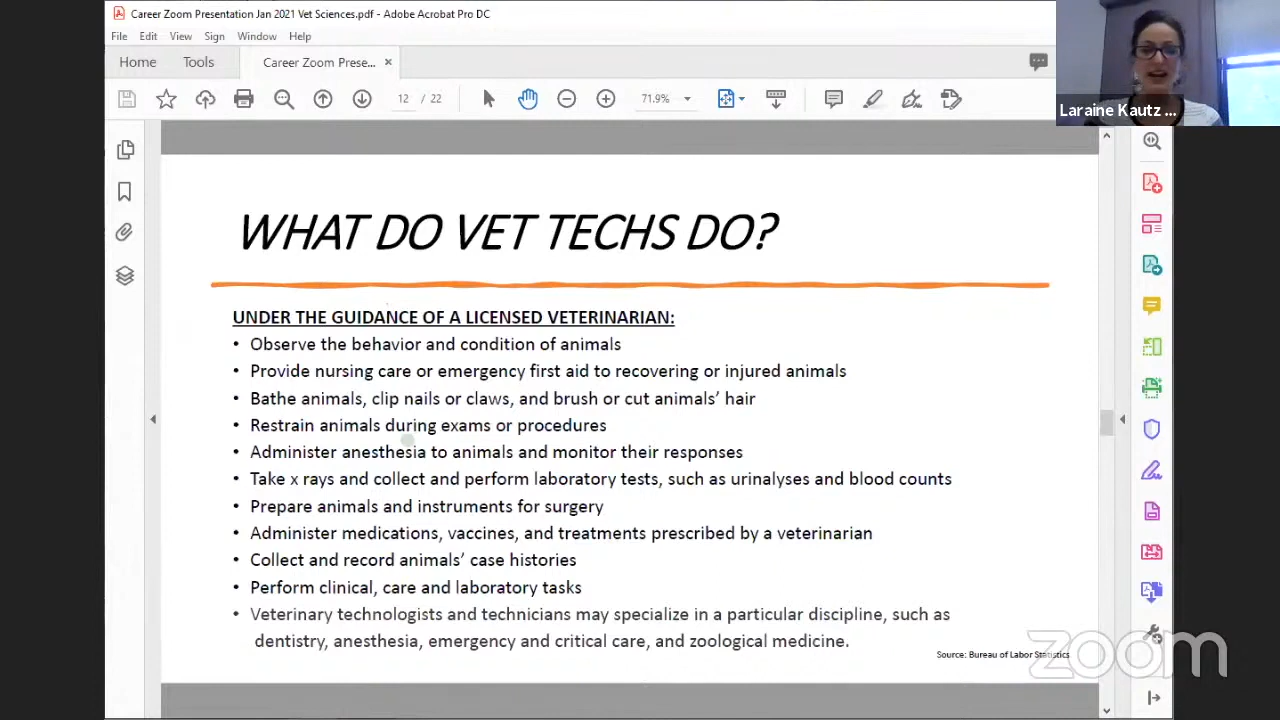 Career Zoom Presentation Jan 2021 Vet Sciences.pdf - Adobe Acrobat Pro DC
File Edit View Sign Window Help
Home Tools Career Zoom Prese... ×
12 / 22 71.9%
Laraine Kautz ...
WHAT DO VET TECHS DO?
UNDER THE GUIDANCE OF A LICENSED VETERINARIAN:
• Observe the behavior and condition of animals
• Provide nursing care or emergency first aid to recovering or injured animals
• Bathe animals, clip nails or claws, and brush or cut animals’ hair
• Restrain animals during exams or procedures
• Administer anesthesia to animals and monitor their responses
• Take x rays and collect and perform laboratory tests, such as urinalyses and blood counts
• Prepare animals and instruments for surgery
• Administer medications, vaccines, and treatments prescribed by a veterinarian
• Collect and record animals’ case histories
• Perform clinical, care and laboratory tasks
• Veterinary technologists and technicians may specialize in a particular discipline, such as
dentistry, anesthesia, emergency and critical care, and zoological medicine.
Source: Bureau of Labor Statistics
zoom